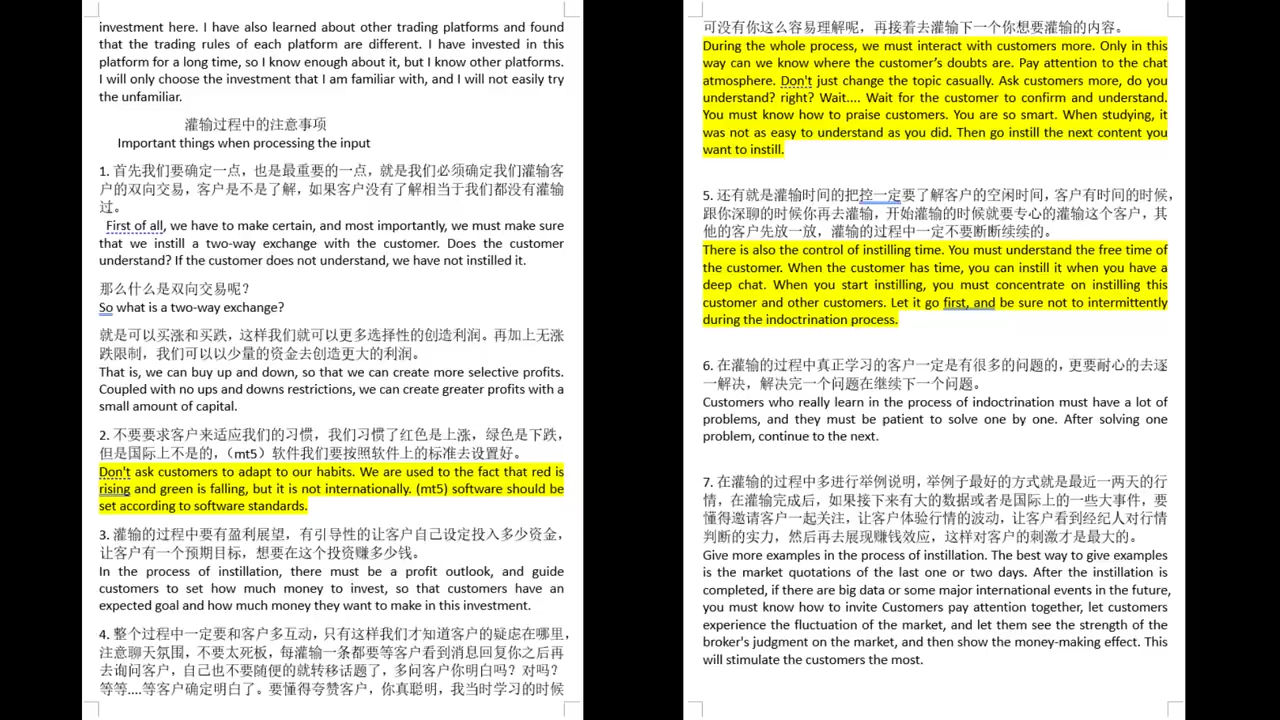 investment here. I have also learned about other trading platforms and found
that the trading rules of each platform are different. I have invested in this
platform for a long time, so I know enough about it, but I know other platforms.
I will only choose the investment that I am familiar with, and I will not easily try
the unfamiliar.
灌输过程中的注意事项
Important things when processing the input
1. 首先我们要确定一点，也是最重要的一点，就是我们必须确定我们灌输客
户的双向交易，客户是不是了解，如果客户没有了解相当于我们都没有灌输
过。
First of all, we have to make certain, and most importantly, we must make sure
that we instill a two-way exchange with the customer. Does the customer
understand? If the customer does not understand, we have not instilled it.
那么什么是双向交易呢？
So what is a two-way exchange?
就是可以买涨和买跌，这样我们就可以更多选择性的创造利润。再加上无涨
跌限制，我们可以以少量的资金去创造更大的利润。
That is, we can buy up and down, so that we can create more selective profits.
Coupled with no ups and downs restrictions, we can create greater profits with a
small amount of capital.
2. 不要要求客户来适应我们的习惯，我们习惯了红色是上涨，绿色是下跌，
但是国际上不是的，（mt5）软件我们要按照软件上的标准去设置好。
Don't ask customers to adapt to our habits. We are used to the fact that red is
rising and green is falling, but it is not internationally. (mt5) software should be
set according to software standards.
3. 灌输的过程中要有盈利展望，有引导性的让客户自己设定投入多少资金，
让客户有一个预期目标，想要在这个投资赚多少钱。
In the process of instillation, there must be a profit outlook, and guide
customers to set how much money to invest, so that customers have an
expected goal and how much money they want to make in this investment.
4. 整个过程中一定要和客户多互动，只有这样我们才知道客户的疑虑在哪里，
注意聊天氛围，不要太死板，每灌输一条都要等客户看到消息回复你之后再
去询问客户，自己也不要随便的就转移话题了，多问客户你明白吗？对吗？
等等....等客户确定明白了。要懂得夸赞客户，你真聪明，我当时学习的时候
可没有你这么容易理解呢，再接着去灌输下一个你想要灌输的内容。
During the whole process, we must interact with customers more. Only in this
way can we know where the customer's doubts are. Pay attention to the chat
atmosphere. Don't just change the topic casually. Ask customers more, do you
understand? right? Wait.... Wait for the customer to confirm and understand.
You must know how to praise customers. You are so smart. When studying, it
was not as easy to understand as you did. Then go instill the next content you
want to instill.
5. 还有就是灌输时间的把控一定要了解客户的空闲时间，客户有时间的时候，
跟你深聊的时候你再去灌输，开始灌输的时候就要专心的灌输这个客户，其
他的客户先放一放，灌输的过程中一定不要断断续续的。
There is also the control of instilling time. You must understand the free time of
the customer. When the customer has time, you can instill it when you have a
deep chat. When you start instilling, you must concentrate on instilling this
customer and other customers. Let it go first, and be sure not to intermittently
during the indoctrination process.
6. 在灌输的过程中真正学习的客户一定是有很多的问题的，更要耐心的去逐
一解决，解决完一个问题在继续下一个问题。
Customers who really learn in the process of indoctrination must have a lot of
problems, and they must be patient to solve one by one. After solving one
problem, continue to the next.
7. 在灌输的过程中多进行举例说明，举例子最好的方式就是最近一两天的行
情，在灌输完成后，如果接下来有大的数据或者是国际上的一些大事件，要
懂得邀请客户一起关注，让客户体验行情的波动，让客户看到经纪人对行情
判断的实力，然后再去展现赚钱效应，这样对客户的刺激才是最大的。
Give more examples in the process of instillation. The best way to give examples
is the market quotations of the last one or two days. After the instillation is
completed, if there are big data or some major international events in the future,
you must know how to invite Customers pay attention together, let customers
experience the fluctuation of the market, and let them see the strength of the
broker's judgment on the market, and then show the money-making effect. This
will stimulate the customers the most.